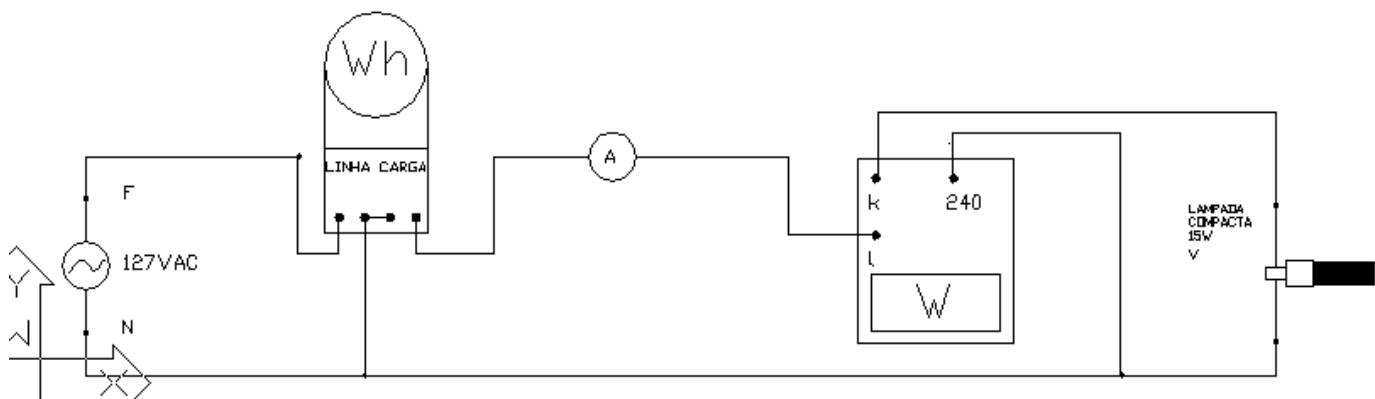 Wh
LINHA CARGA
A
F
127VAC
N
k
240
l
W
LAMPADA
COMPACTA
15W
V
Y
W
X